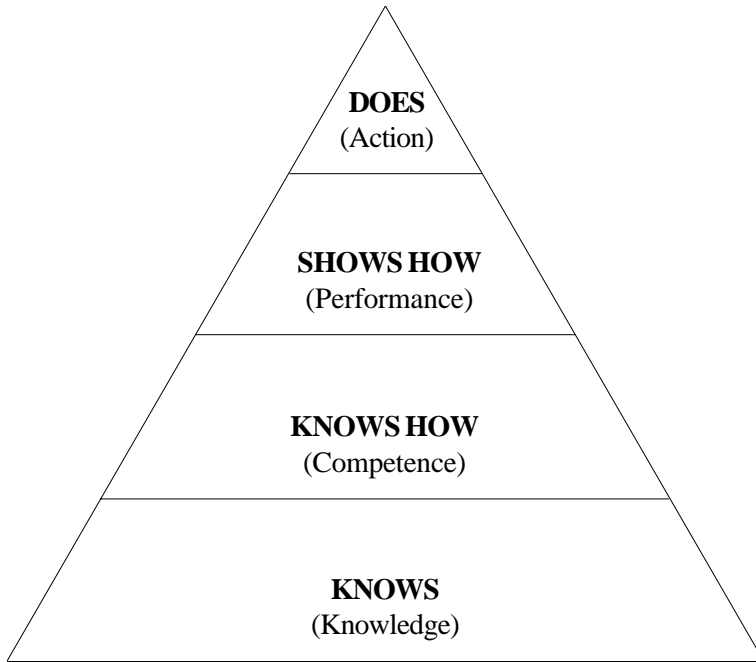 DOES
(Action)
SHOWS HOW
(Performance)
KNOWS HOW
(Competence)
KNOWS
(Knowledge)